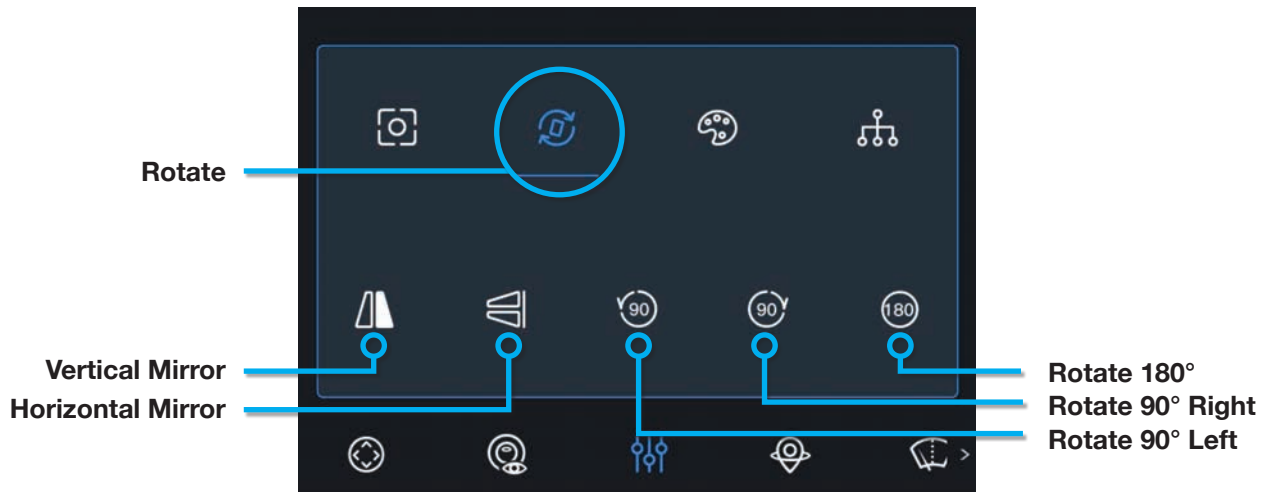 Rotate
90
90
180
Vertical Mirror
Horizontal Mirror
Rotate 180°
Rotate 90° Right
Rotate 90° Left